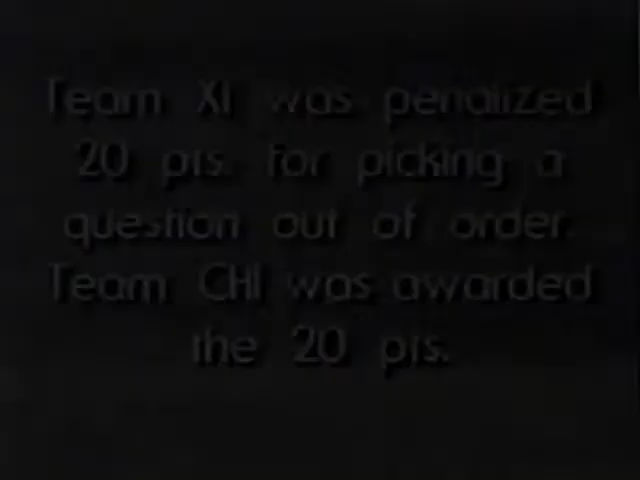 Team XI was penalized
20 pts. for picking a
question out of order.
Team CHI was awarded
the 20 pts.